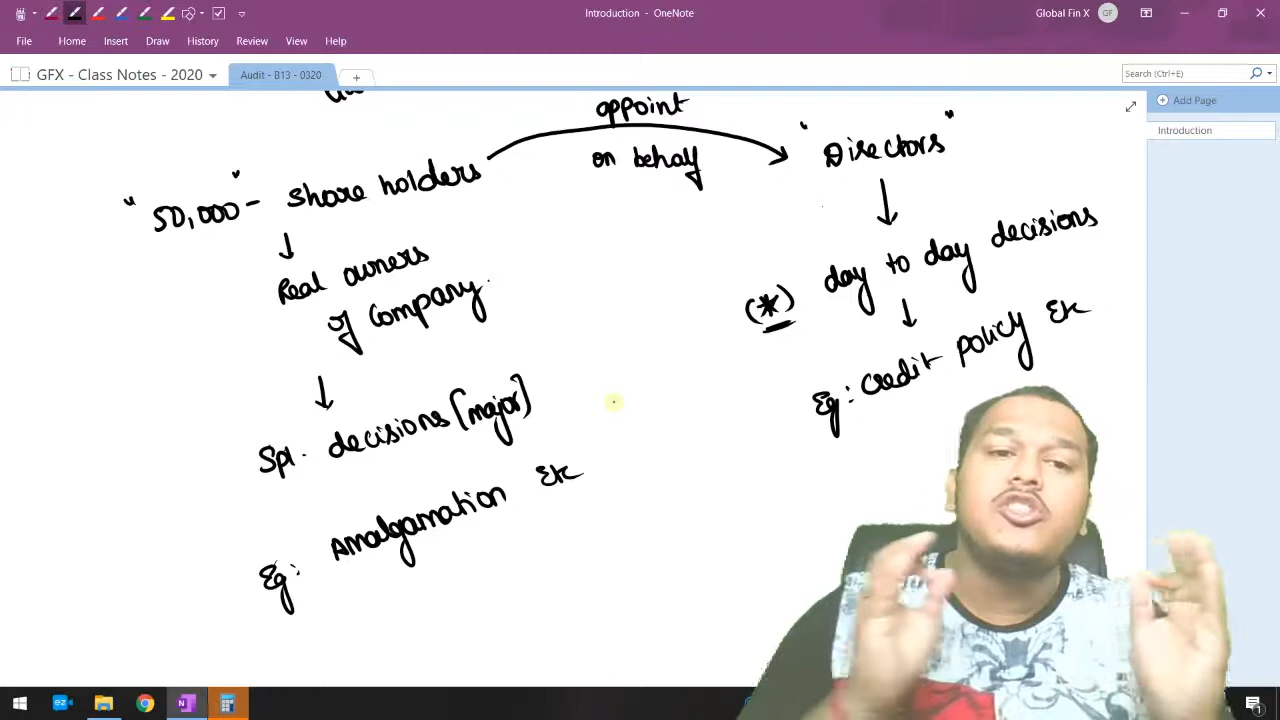 Introduction - OneNote
Global Fin X
GF
File
Home
Insert
Draw
History
Review
View
Help
GFX - Class Notes - 2020
Audit - B13 - 0320
Search (Ctrl+E)
Add Page
Introduction
appoint
on behalf
"50,000" - Share holders
"Directors"
Real owners
of Company
day to day decisions
(*)
Eg: Credit policy Etc
Spl. decisions [major]
Eg: Amalgamation Etc
ez
N